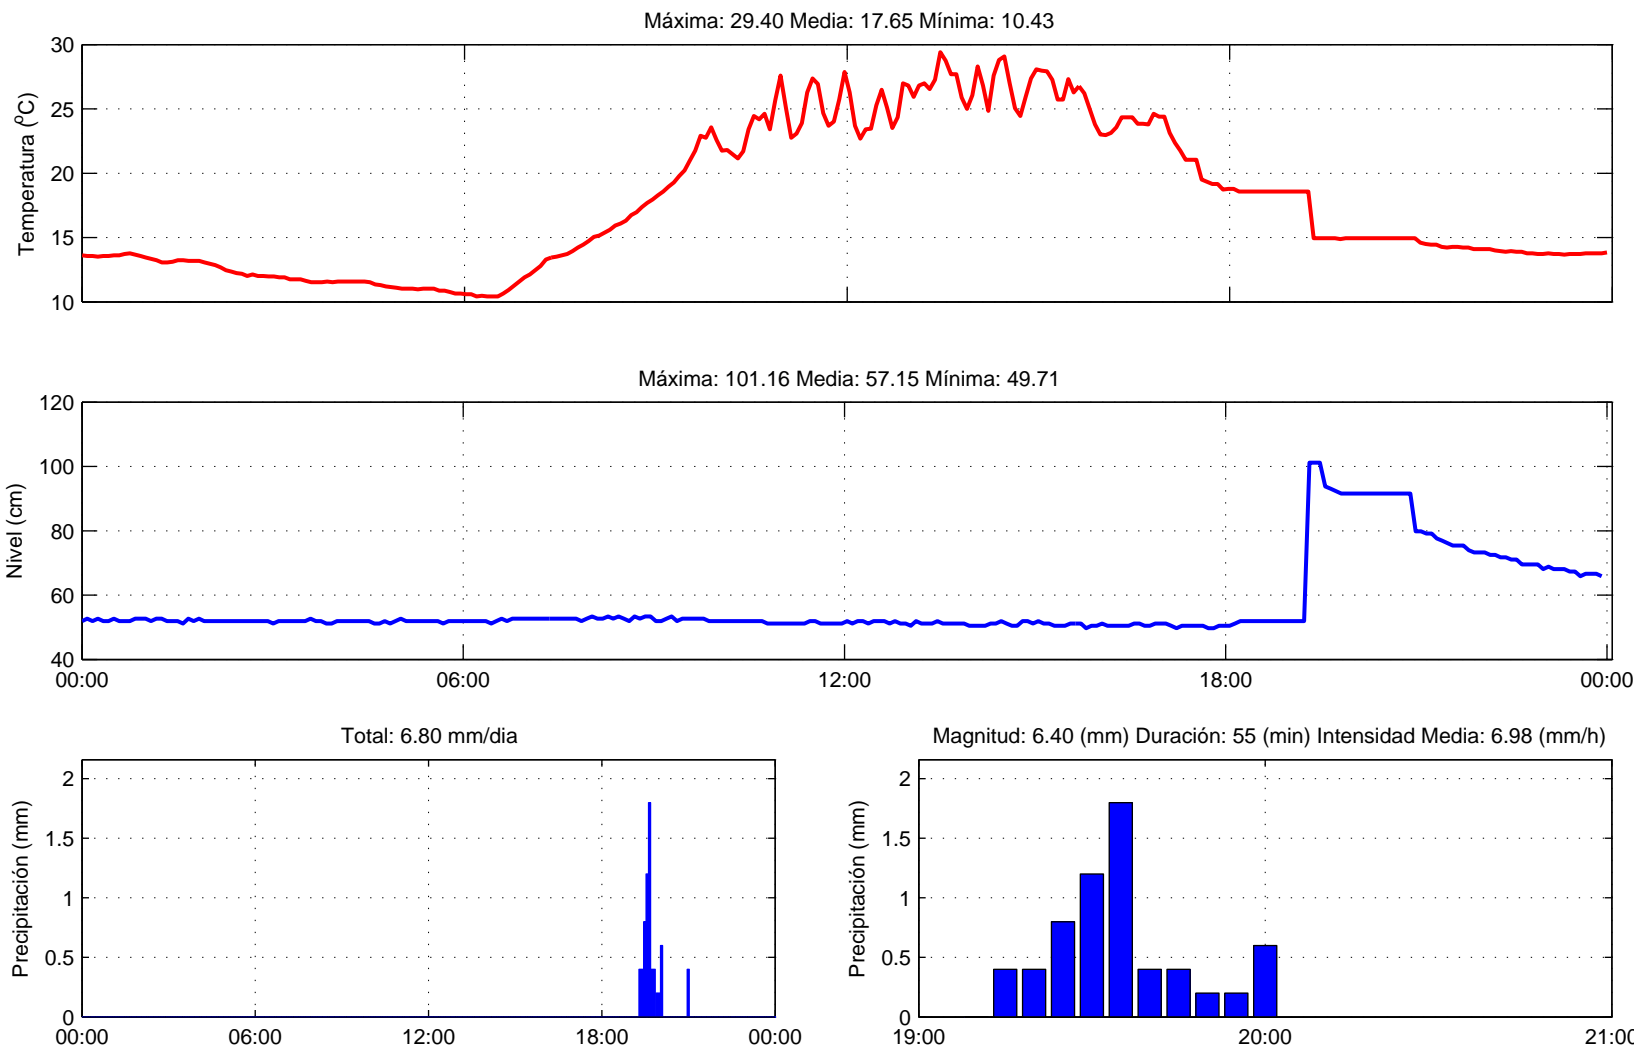 Máxima: 29.40 Media: 17.65 Mínima: 10.43
30
25
20
15
10
Temperatura (ºC)
Máxima: 101.16 Media: 57.15 Mínima: 49.71
120
100
80
60
40
Nivel (cm)
00:00 06:00 12:00 18:00 00:00
Total: 6.80 mm/dia
2
1.5
1
0.5
0
Precipitación (mm)
00:00 06:00 12:00 18:00 00:00
Magnitud: 6.40 (mm) Duración: 55 (min) Intensidad Media: 6.98 (mm/h)
2
1.5
1
0.5
0
Precipitación (mm)
19:00 20:00 21:00